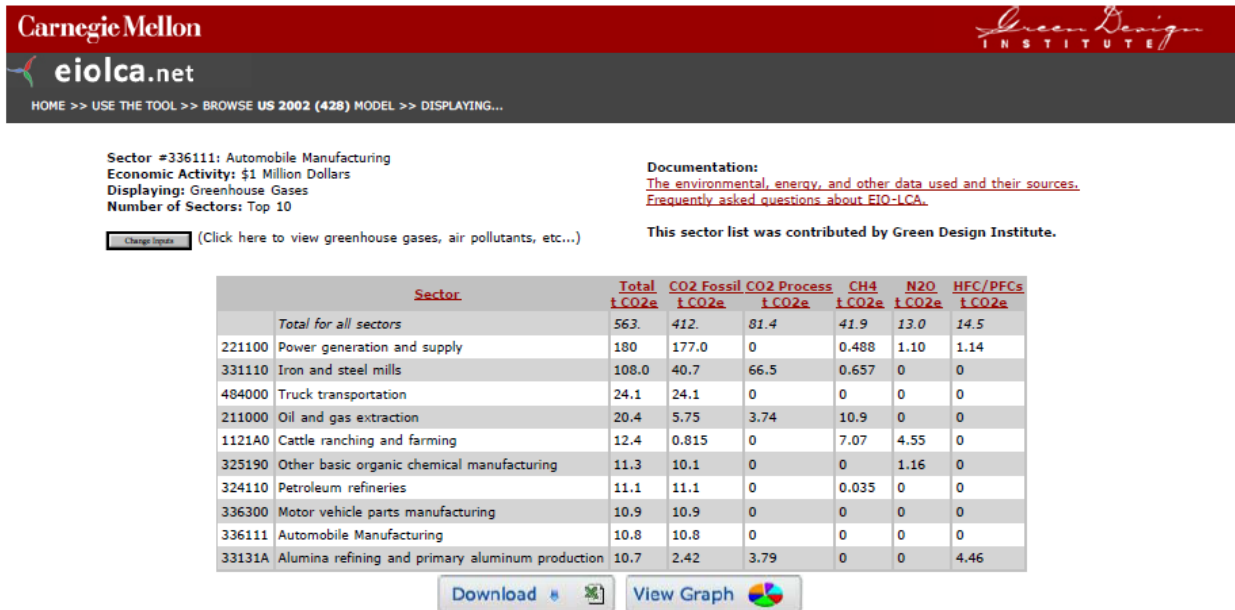 Carnegie Mellon
Green Design
INSTITUTE
eiolca.net
HOME >> USE THE TOOL >> BROWSE US 2002 (428) MODEL >> DISPLAYING...
Sector #336111: Automobile Manufacturing
Economic Activity: $1 Million Dollars
Displaying: Greenhouse Gases
Number of Sectors: Top 10
Change Inputs (Click here to view greenhouse gases, air pollutants, etc...)
Documentation:
The environmental, energy, and other data used and their sources.
Frequently asked questions about EIO-LCA.
This sector list was contributed by Green Design Institute.
Sector Total t CO2e CO2 Fossil t CO2e CO2 Process t CO2e CH4 t CO2e N2O t CO2e HFC/PFCs t CO2e
Total for all sectors 563. 412. 81.4 41.9 13.0 14.5
221100 Power generation and supply 180 177.0 0 0.488 1.10 1.14
331110 Iron and steel mills 108.0 40.7 66.5 0.657 0 0
484000 Truck transportation 24.1 24.1 0 0 0 0
211000 Oil and gas extraction 20.4 5.75 3.74 10.9 0 0
1121A0 Cattle ranching and farming 12.4 0.815 0 7.07 4.55 0
325190 Other basic organic chemical manufacturing 11.3 10.1 0 0 1.16 0
324110 Petroleum refineries 11.1 11.1 0 0.035 0 0
336300 Motor vehicle parts manufacturing 10.9 10.9 0 0 0 0
336111 Automobile Manufacturing 10.8 10.8 0 0 0 0
33131A Alumina refining and primary aluminum production 10.7 2.42 3.79 0 0 4.46
Download View Graph